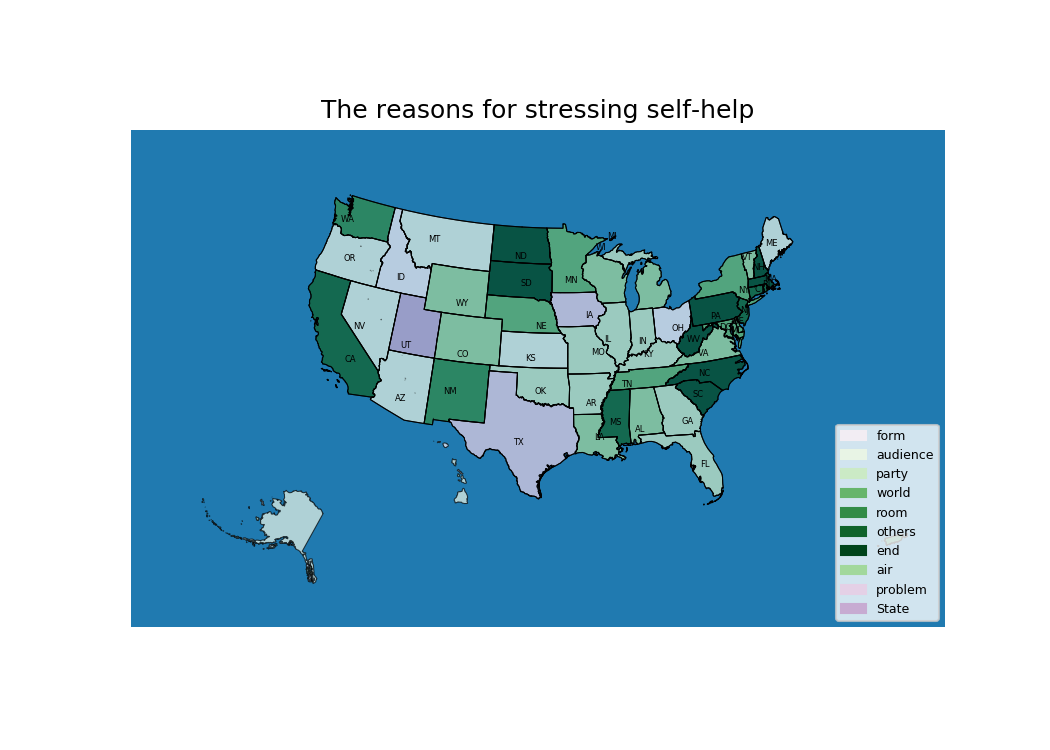 The reasons for stressing self-help
WA
MT
ND
MN
WI
MI
ME
VT
NH
OR
ID
SD
WY
NV
UT
CO
NE
IA
IL
IN
OH
PA
NY
CA
AZ
NM
KS
MO
KY
WV
VA
OK
AR
TN
NC
SC
TX
LA
MS
AL
GA
FL
form
audience
party
world
room
others
end
air
problem
State